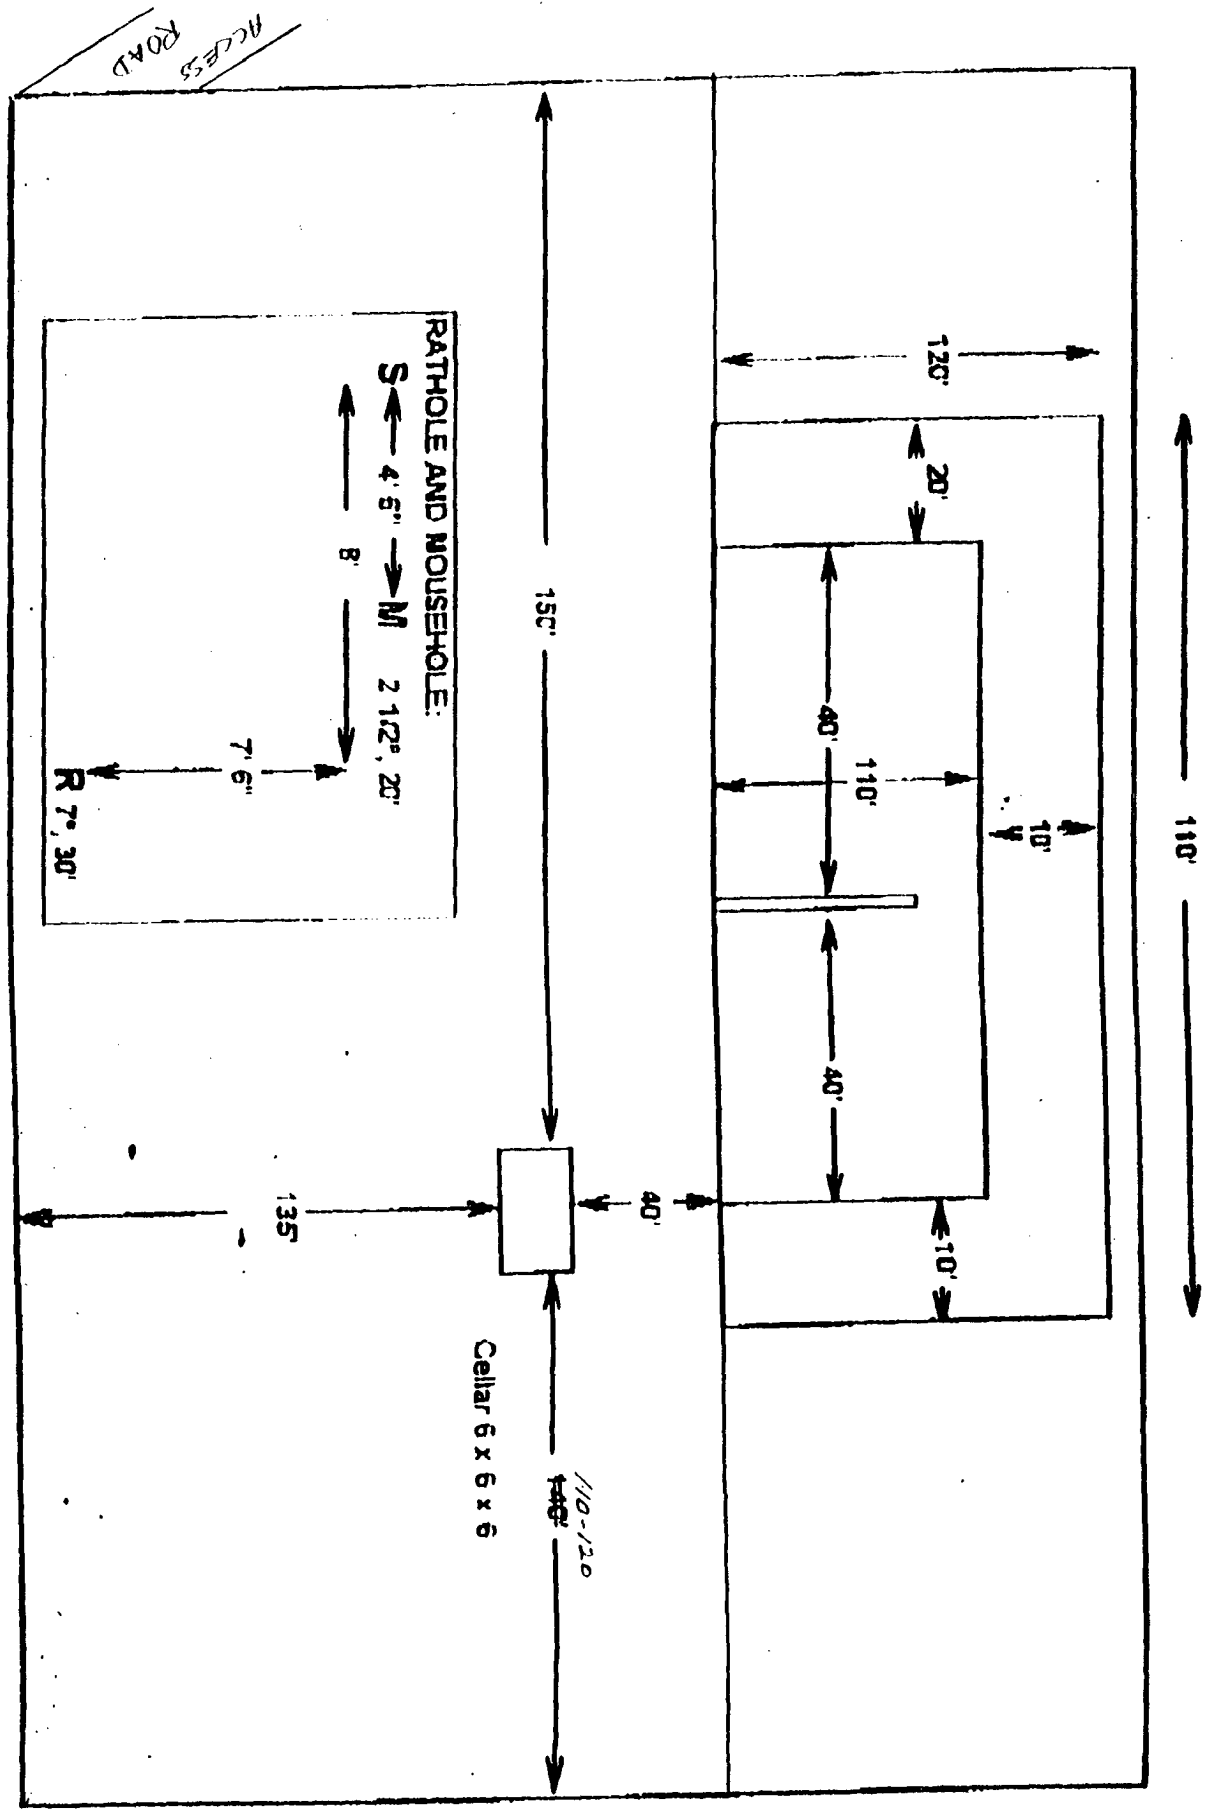 ACCESS
ROAD
110'
120'
20'
10'
110'
40'
40'
10'
150'
40'
140'
110-120
135'
Cellar 6 x 6 x 6
RATHOLE AND MOUSEHOLE:
S
4' 6"
M
2 1/2°, 20'
8'
7' 6"
R 7°, 30'